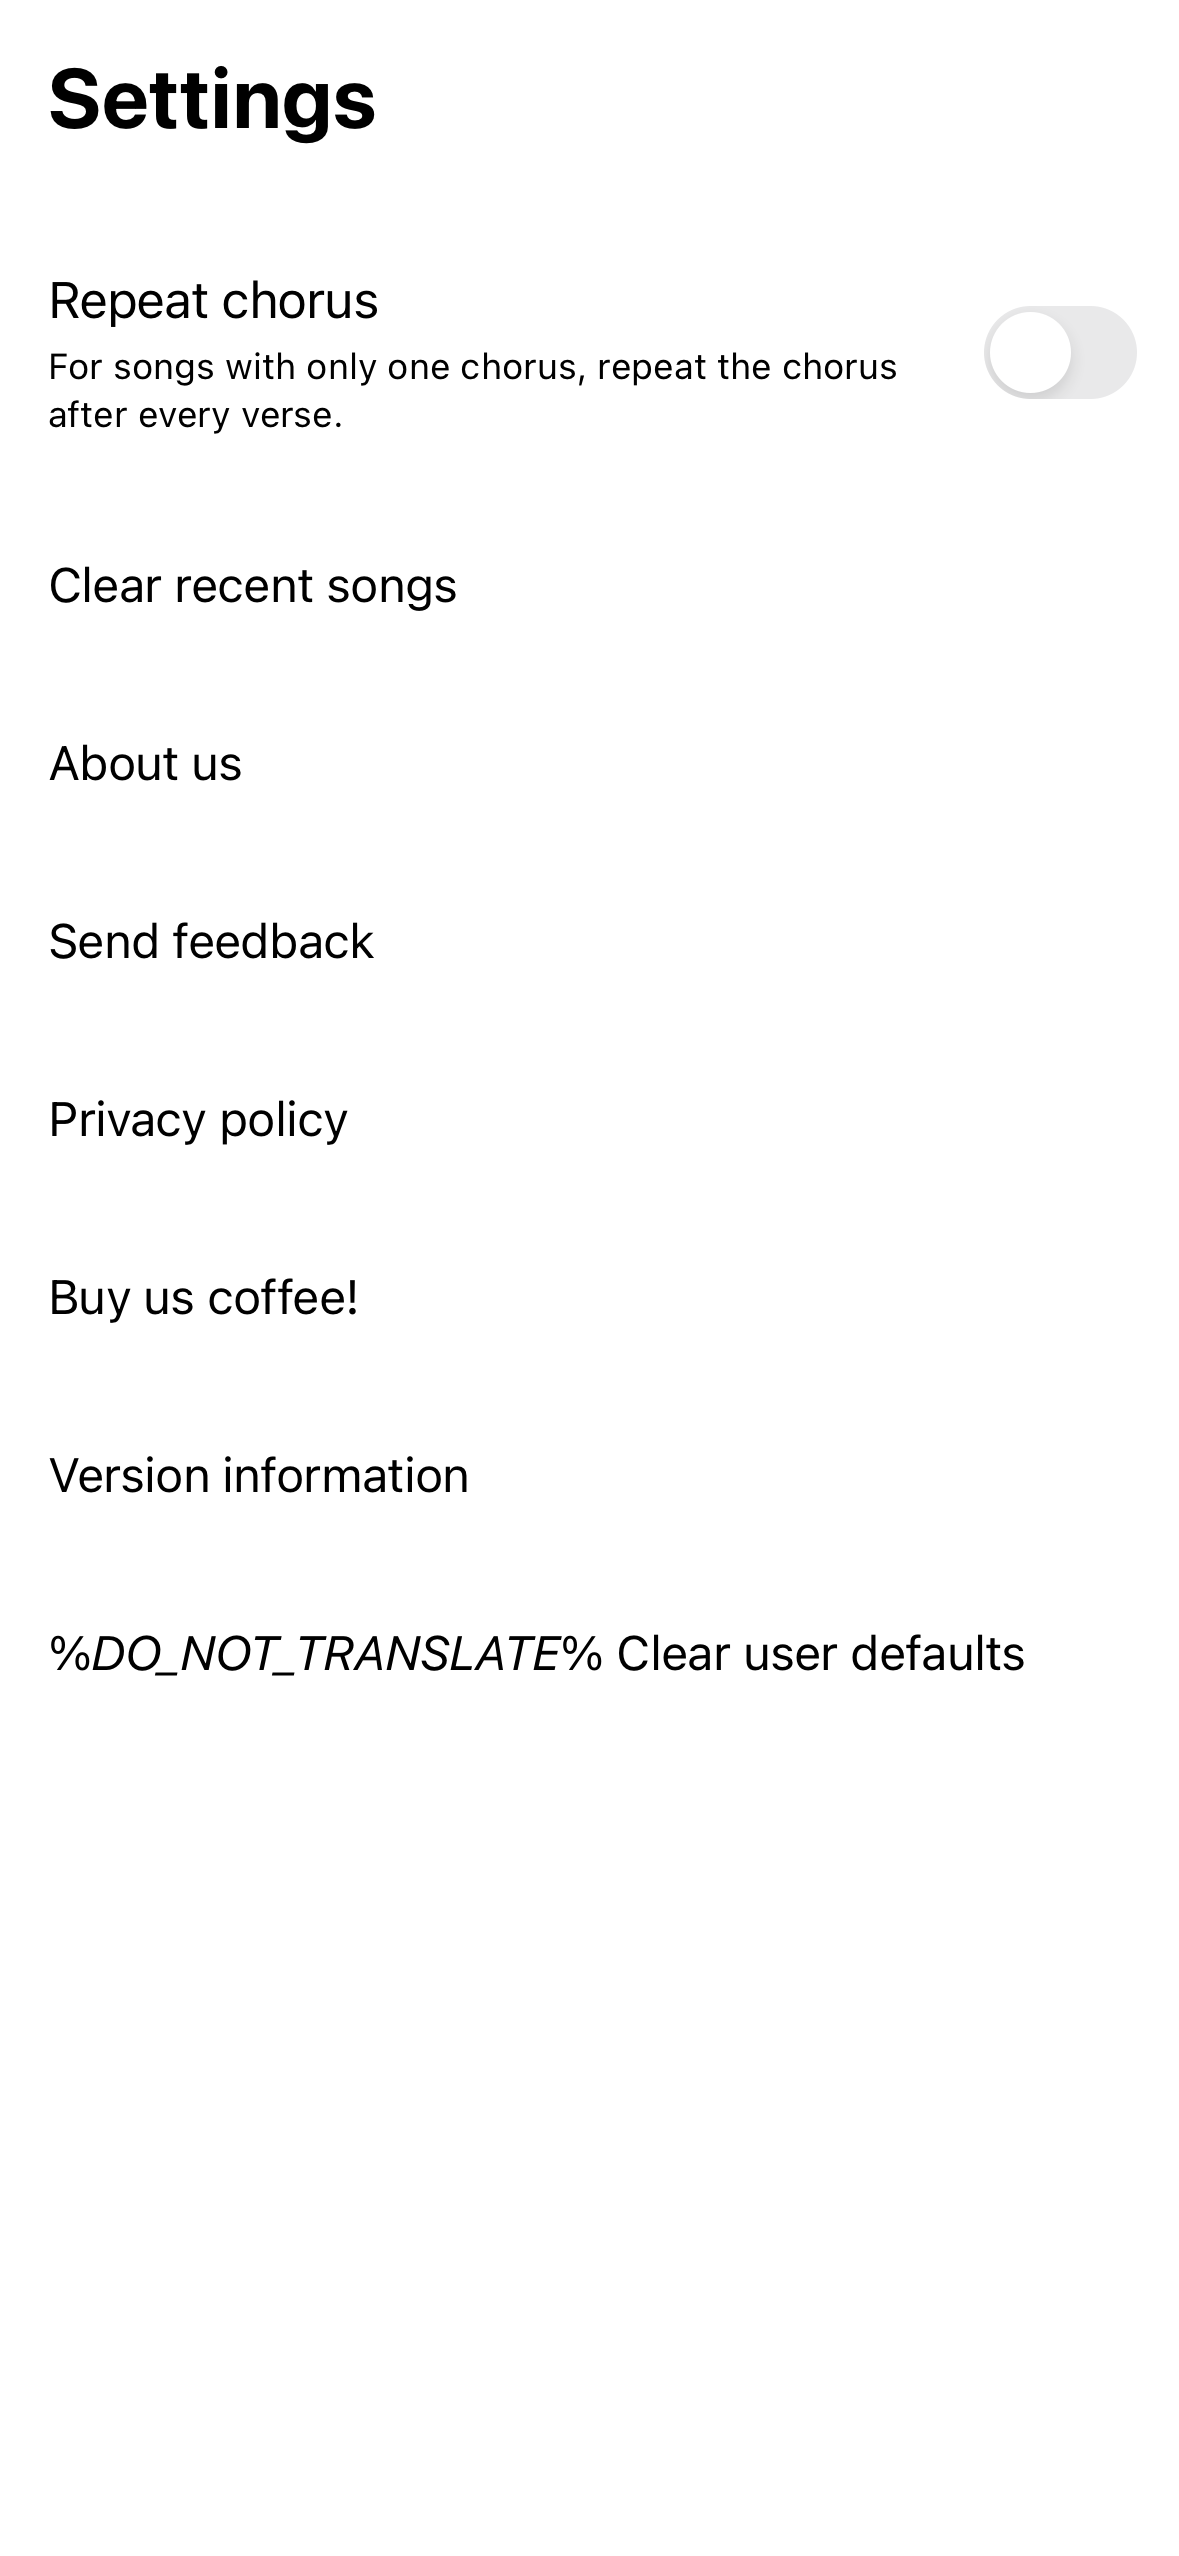 Settings
Repeat chorus
For songs with only one chorus, repeat the chorus
after every verse.
Clear recent songs
About us
Send feedback
Privacy policy
Buy us coffee!
Version information
%DO_NOT_TRANSLATE% Clear user defaults